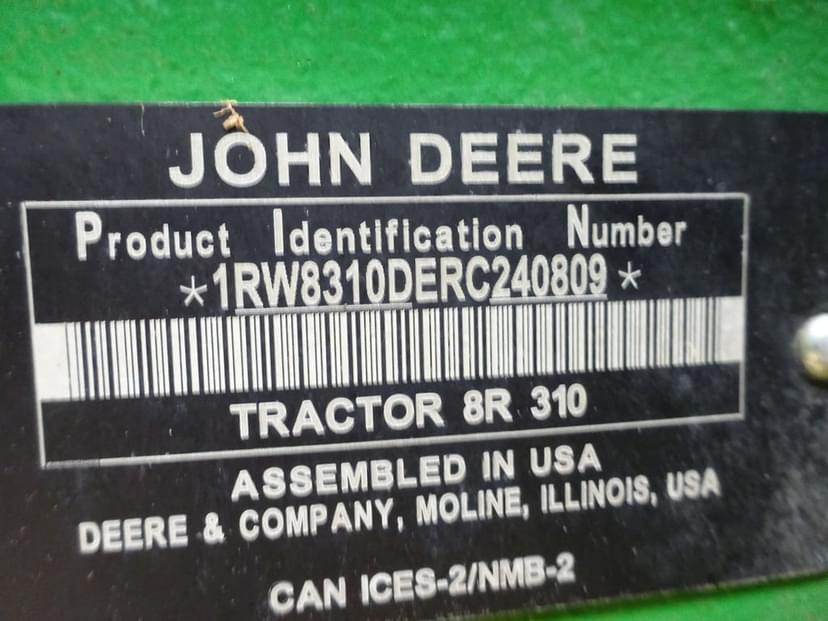 JOHN DEERE
Product Identification Number
*1RW8310DERC240809*
TRACTOR 8R 310
ASSEMBLED IN USA
DEERE & COMPANY, MOLINE, ILLINOIS, USA
CAN ICES-2/NMB-2